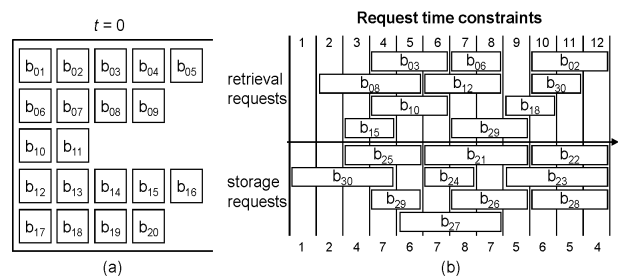 t = 0
b01 b02 b03 b04 b05
b06 b07 b08 b09
b10 b11
b12 b13 b14 b15 b16
b17 b18 b19 b20
(a)
Request time constraints
1 2 3 4 5 6 7 8 9 10 11 12
retrieval
requests
b03 b06 b02
b08 b12 b30
b10 b18
b15 b29
storage
requests
b25 b21 b22
b30 b24 b23
b29 b26 b28
b27
1 2 4 7 6 7 8 7 5 6 5 4
(b)